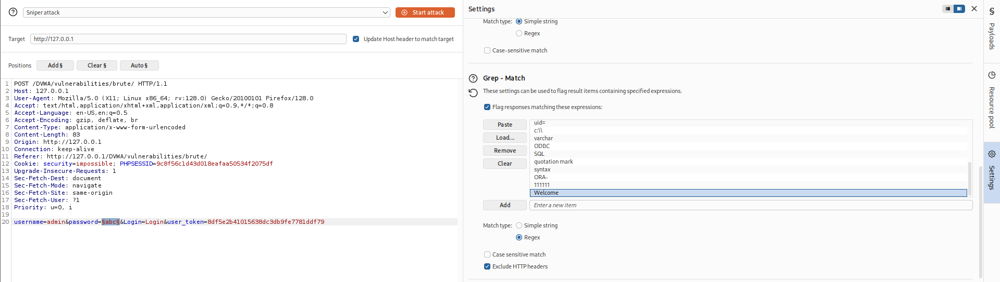 Sniper attack
Start attack
Target
http://127.0.0.1
Update Host header to match target
Positions
Add §
Clear §
Auto §
1 POST /DVWA/vulnerabilities/brute/ HTTP/1.1
2 Host: 127.0.0.1
3 User-Agent: Mozilla/5.0 (X11; Linux x86_64; rv:128.0) Gecko/20100101 Firefox/128.0
4 Accept: text/html,application/xhtml+xml,application/xml;q=0.9,*/*;q=0.8
5 Accept-Language: en-US,en;q=0.5
6 Accept-Encoding: gzip, deflate, br
7 Content-Type: application/x-www-form-urlencoded
8 Content-Length: 83
9 Origin: http://127.0.0.1
10 Connection: keep-alive
11 Referer: http://127.0.0.1/DVWA/vulnerabilities/brute/
12 Cookie: security=impossible; PHPSESSID=9c8f56c1d43d018eafaa50534f2075df
13 Upgrade-Insecure-Requests: 1
14 Sec-Fetch-Dest: document
15 Sec-Fetch-Mode: navigate
16 Sec-Fetch-Site: same-origin
17 Sec-Fetch-User: ?1
18 Priority: u=0, i
19
20 username=admin&password=§abc§&Login=Login&user_token=8df5e2b41015638dc3db9fe7781ddf79
Settings
Match type:
Simple string
Regex
Case-sensitive match
Grep - Match
These settings can be used to flag result items containing specified expressions.
Flag responses matching these expressions:
Paste
Load...
Remove
Clear
uid=
c:\\
varchar
ODBC
SQL
quotation mark
syntax
ORA-
111111
Welcome
Add
Enter a new item
Match type:
Simple string
Regex
Case sensitive match
Exclude HTTP headers
§ Payloads
Resource pool
Settings